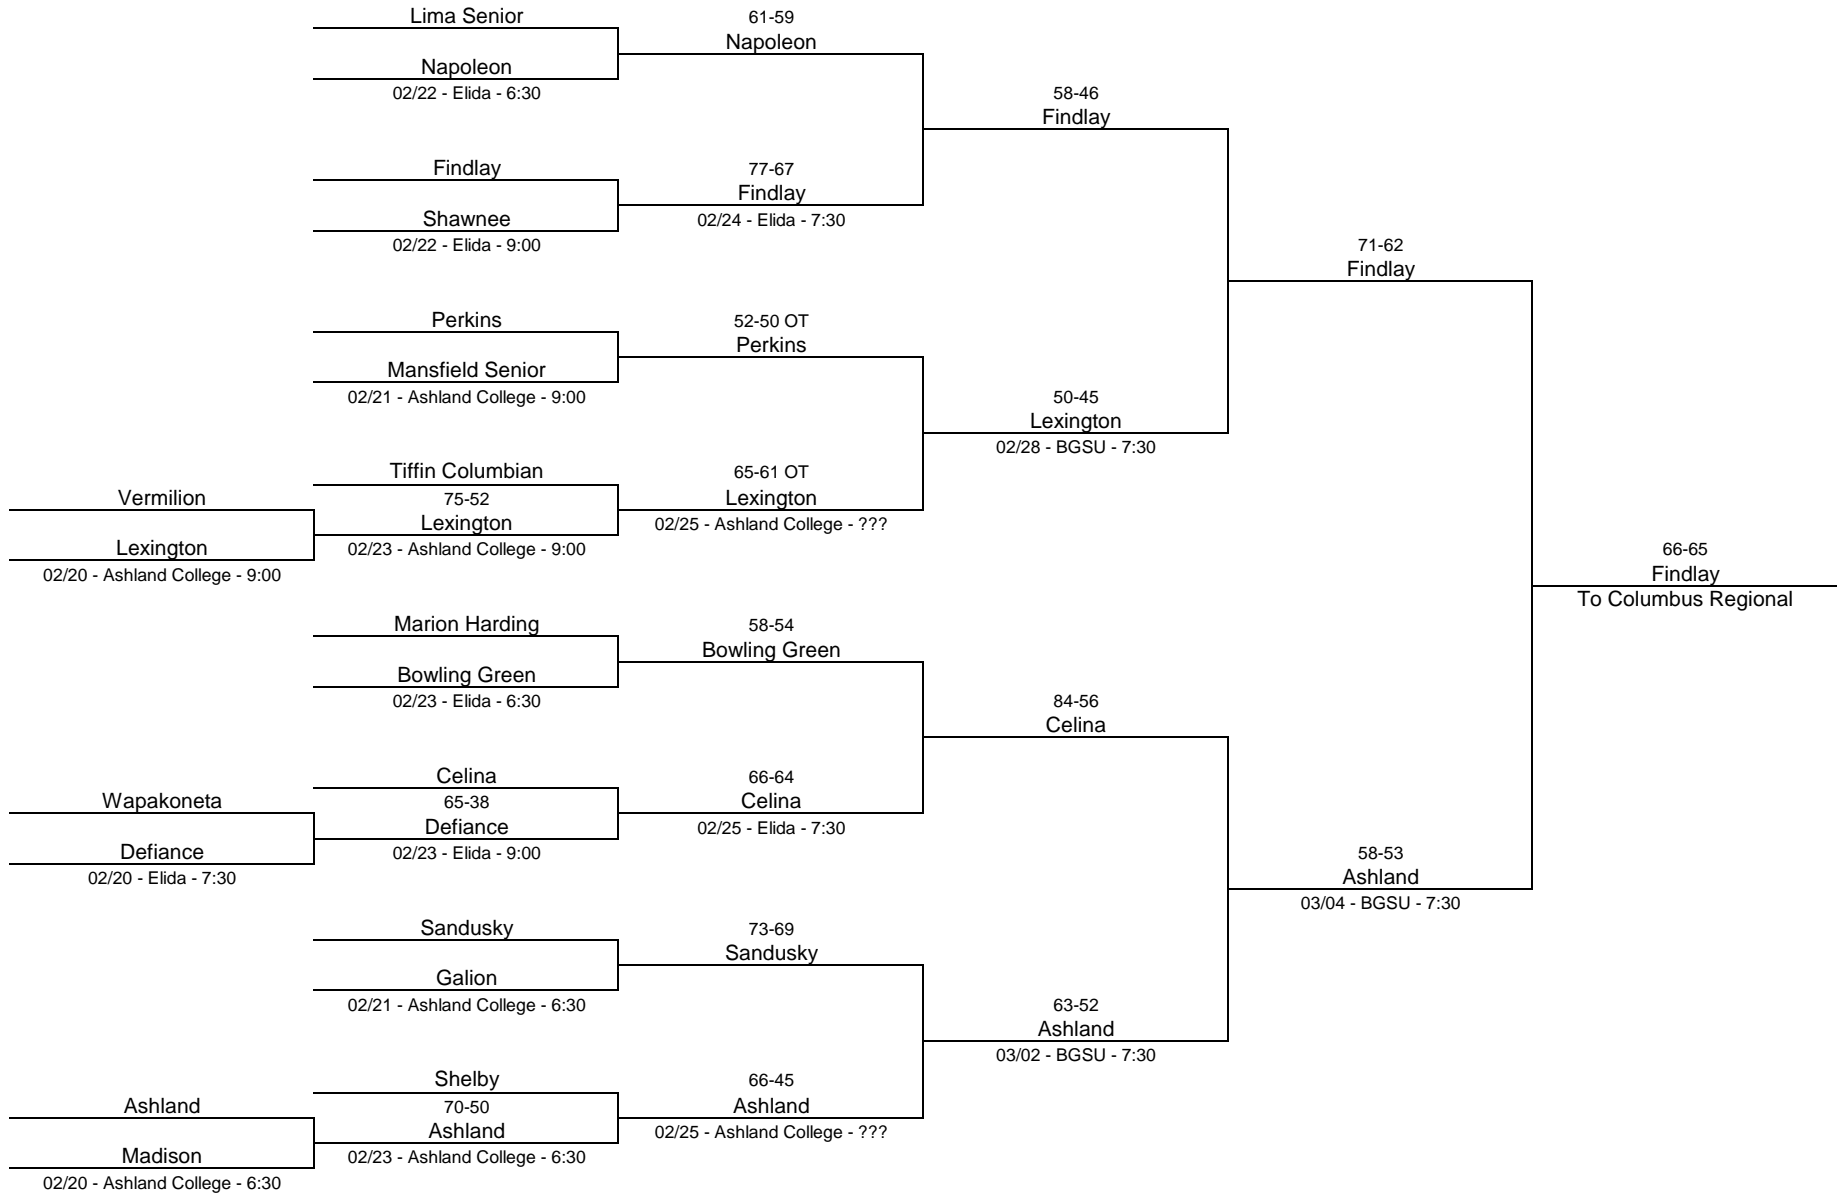 Lima Senior
Napoleon
02/22 - Elida - 6:30
61-59
Napoleon
Findlay
Shawnee
02/22 - Elida - 9:00
77-67
Findlay
02/24 - Elida - 7:30
58-46
Findlay
Perkins
Mansfield Senior
02/21 - Ashland College - 9:00
52-50 OT
Perkins
Vermilion
Lexington
02/20 - Ashland College - 9:00
Tiffin Columbian
75-52
Lexington
02/23 - Ashland College - 9:00
65-61 OT
Lexington
02/25 - Ashland College - ???
50-45
Lexington
02/28 - BGSU - 7:30
71-62
Findlay
Marion Harding
Bowling Green
02/23 - Elida - 6:30
58-54
Bowling Green
Wapakoneta
Defiance
02/20 - Elida - 7:30
Celina
65-38
Defiance
02/23 - Elida - 9:00
66-64
Celina
02/25 - Elida - 7:30
84-56
Celina
Sandusky
Galion
02/21 - Ashland College - 6:30
73-69
Sandusky
Ashland
Madison
02/20 - Ashland College - 6:30
Shelby
70-50
Ashland
02/23 - Ashland College - 6:30
66-45
Ashland
02/25 - Ashland College - ???
63-52
Ashland
03/02 - BGSU - 7:30
58-53
Ashland
03/04 - BGSU - 7:30
66-65
Findlay
To Columbus Regional